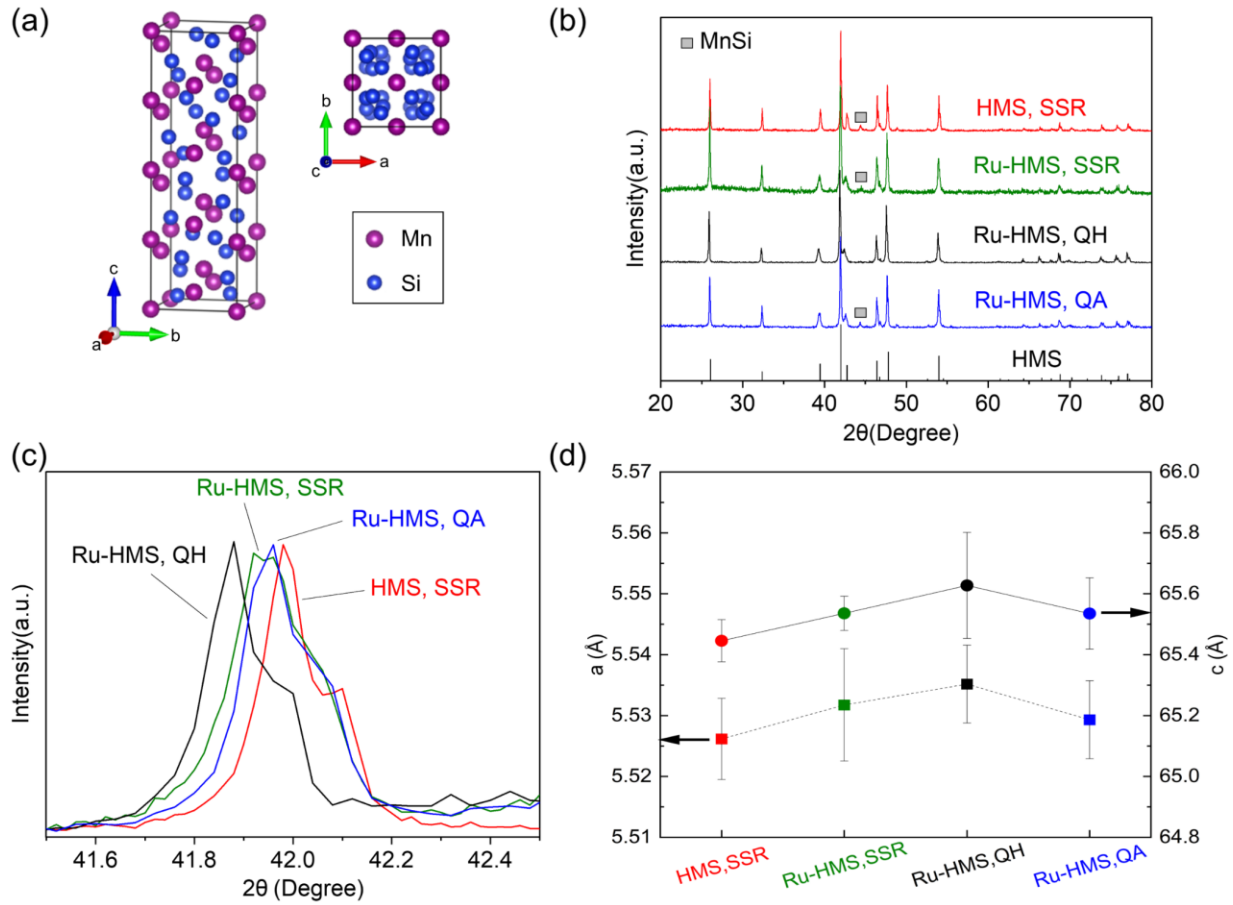 (a)
c
a
b
b
c
a
Mn
Si
(b)
MnSi
HMS, SSR
Ru-HMS, SSR
Ru-HMS, QH
Ru-HMS, QA
HMS
Intensity(a.u.)
20 30 40 50 60 70 80
2θ(Degree)
(c)
Ru-HMS, SSR
Ru-HMS, QA
Ru-HMS, QH
HMS, SSR
Intensity(a.u.)
41.6 41.8 42.0 42.2 42.4
2θ (Degree)
(d)
5.57
5.56
5.55
5.54
5.53
5.52
5.51
a (Å)
66.0
65.8
65.6
65.4
65.2
65.0
64.8
c (Å)
HMS,SSR
Ru-HMS,SSR
Ru-HMS,QH
Ru-HMS,QA